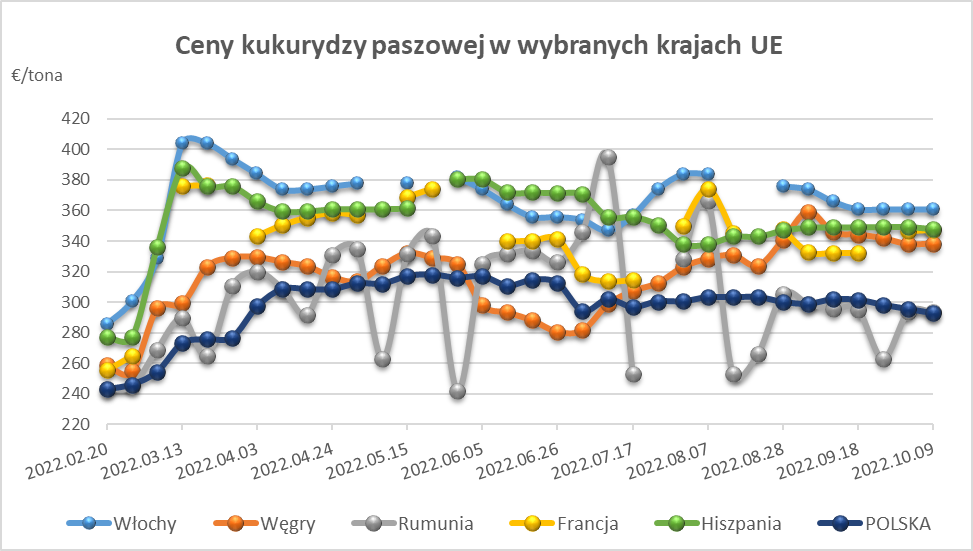 Ceny kukurydzy paszowej w wybranych krajach UE
€/tona
420
400
380
360
340
320
300
280
260
240
220
2022.02.20 2022.03.13 2022.04.03 2022.04.24 2022.05.15 2022.06.05 2022.06.26 2022.07.17 2022.08.07 2022.08.28 2022.09.18 2022.10.09
Włochy Węgry Rumunia Francja Hiszpania POLSKA